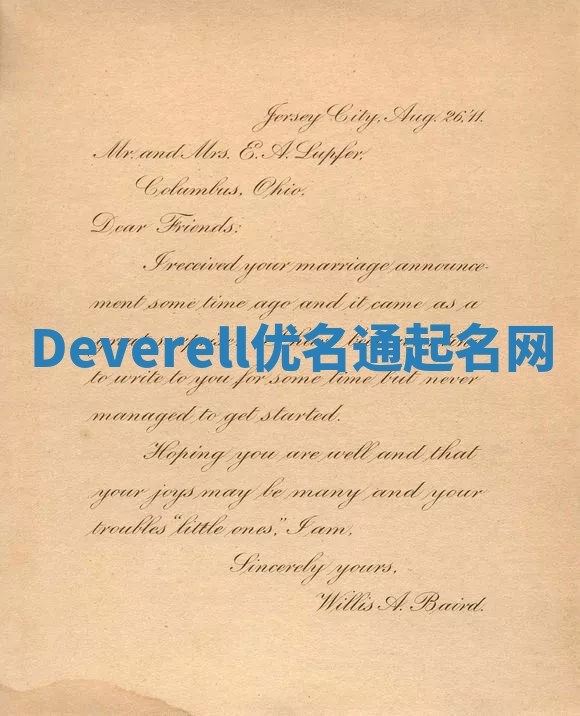 Jersey City, Aug. 26,'11.
Mr. and Mrs. E. A. Lupfer,
Columbus, Ohio.
Dear Friends:
I received your marriage announce-
ment some time ago and it came as a
Deverell优名通起名网
to write to you for some time but never
managed to get started.
Hoping you are well and that
your joys may be many and your
troubles "little ones," I am,
Sincerely yours,
Willis A. Baird.